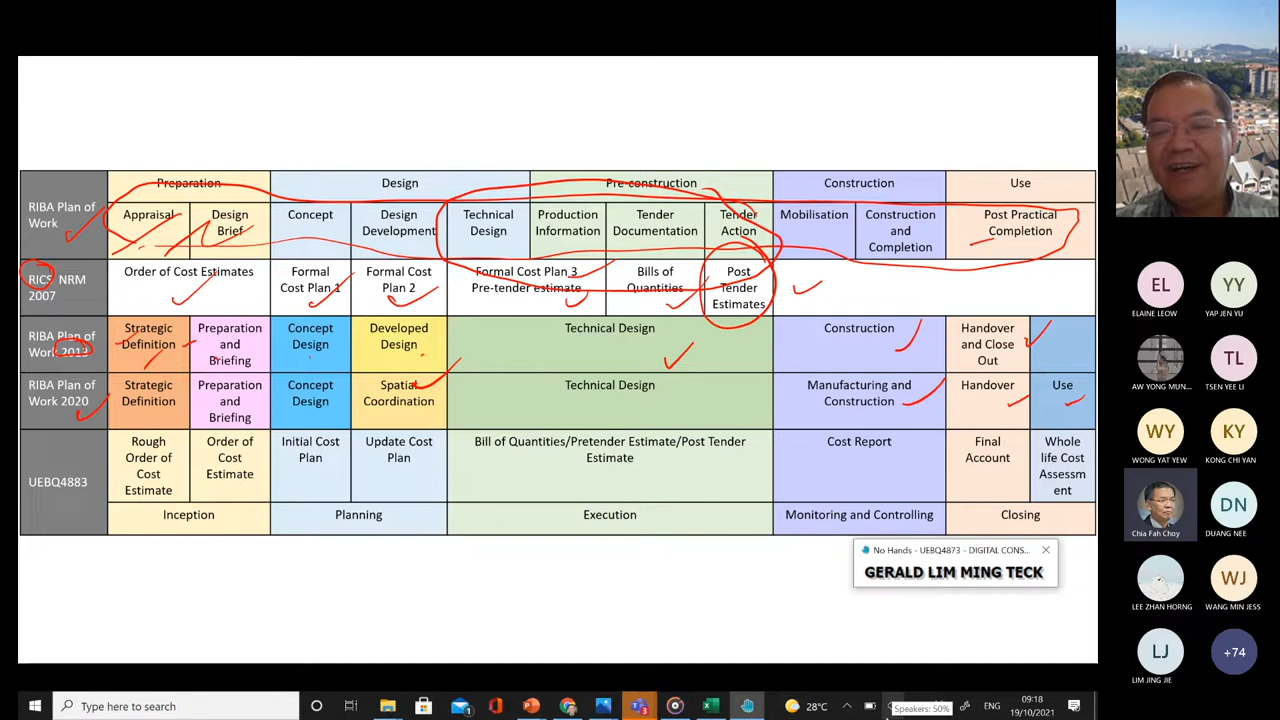 Preparation
Design
Pre-construction
Construction
Use
RIBA Plan of
Work
Appraisal
Design
Brief
Concept
Design
Development
Technical
Design
Production
Information
Tender
Documentation
Tender
Action
Mobilisation
Construction
and
Completion
Post Practical
Completion
RICS NRM
2007
Order of Cost Estimates
Formal
Cost Plan 1
Formal Cost
Plan 2
Formal Cost Plan 3
Pre-tender estimate
Bills of
Quantities
Post
Tender
Estimates
RIBA Plan of
Work 2013
Strategic
Definition
Preparation
and
Briefing
Concept
Design
Developed
Design
Technical Design
Construction
Handover
and Close
Out
RIBA Plan of
Work 2020
Strategic
Definition
Preparation
and
Briefing
Concept
Design
Spatial
Coordination
Technical Design
Manufacturing and
Construction
Handover
Use
UEBQ4883
Rough
Order of
Cost
Estimate
Order of
Cost
Estimate
Initial Cost
Plan
Update Cost
Plan
Bill of Quantities/Pretender Estimate/Post Tender
Estimate
Cost Report
Final
Account
Whole
life Cost
Assessm
ent
Inception
Planning
Execution
Monitoring and Controlling
Closing
No Hands - UEBQ4873 - DIGITAL CONS...
GERALD LIM MING TECK
EL
ELAINE LEOW
YY
YAP JEN YU
AW YONG MUN...
TL
TSEN YEE LI
WY
WONG YAT YEW
KY
KONG CHI YAN
Chia Fah Choy
DN
DUANG NEE
LEE ZHAN HORNG
WJ
WANG MIN JESS
LJ
LIM JING JIE
+74
Type here to search
28°C
Speakers: 50%
ENG
09:18
19/10/2021